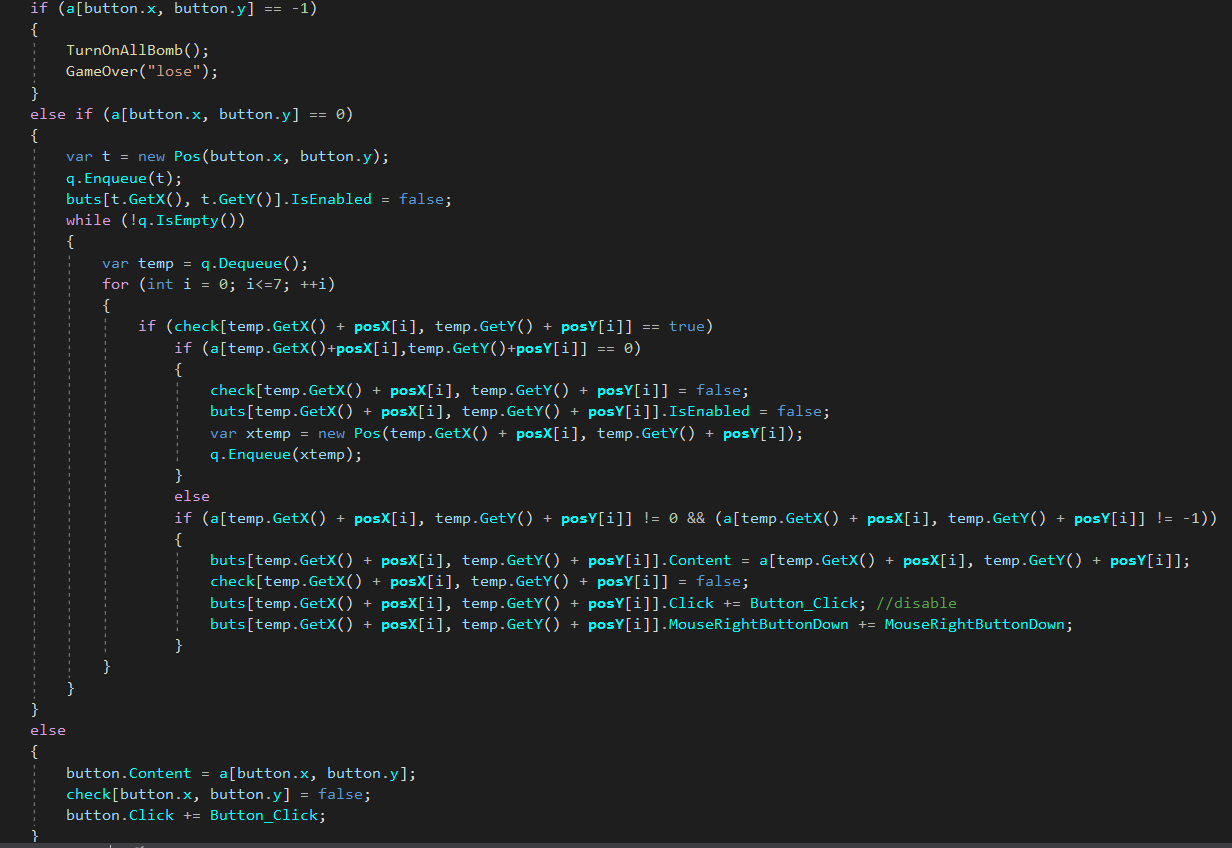 if (a[button.x, button.y] == -1)
{
TurnOnAllBomb();
GameOver("lose");
}
else if (a[button.x, button.y] == 0)
{
var t = new Pos(button.x, button.y);
q.Enqueue(t);
buts[t.GetX(), t.GetY()].IsEnabled = false;
while (!q.IsEmpty())
{
var temp = q.Dequeue();
for (int i = 0; i<=7; ++i)
{
if (check[temp.GetX() + posX[i], temp.GetY() + posY[i]] == true)
if (a[temp.GetX()+posX[i],temp.GetY()+posY[i]] == 0)
{
check[temp.GetX() + posX[i], temp.GetY() + posY[i]] = false;
buts[temp.GetX() + posX[i], temp.GetY() + posY[i]].IsEnabled = false;
var xtemp = new Pos(temp.GetX() + posX[i], temp.GetY() + posY[i]);
q.Enqueue(xtemp);
}
else
if (a[temp.GetX() + posX[i], temp.GetY() + posY[i]] != 0 && (a[temp.GetX() + posX[i], temp.GetY() + posY[i]] != -1))
{
buts[temp.GetX() + posX[i], temp.GetY() + posY[i]].Content = a[temp.GetX() + posX[i], temp.GetY() + posY[i]];
check[temp.GetX() + posX[i], temp.GetY() + posY[i]] = false;
buts[temp.GetX() + posX[i], temp.GetY() + posY[i]].Click += Button_Click; //disable
buts[temp.GetX() + posX[i], temp.GetY() + posY[i]].MouseRightButtonDown += MouseRightButtonDown;
}
}
}
}
else
{
button.Content = a[button.x, button.y];
check[button.x, button.y] = false;
button.Click += Button_Click;
}